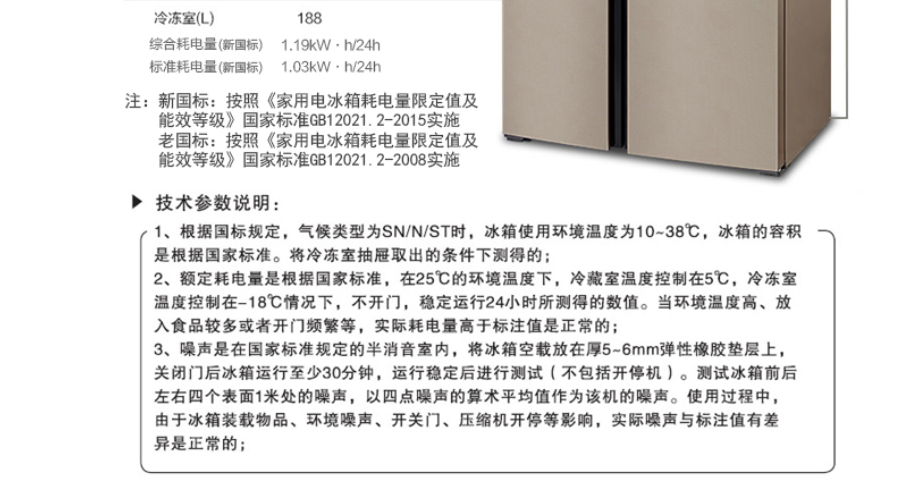 冷冻室(L) 188
综合耗电量(新国标) 1.19kW · h/24h
标准耗电量(新国标) 1.03kW · h/24h
注：新国标：按照《家用电冰箱耗电量限定值及
能效等级》国家标准GB12021.2-2015实施
老国标：按照《家用电冰箱耗电量限定值及
能效等级》国家标准GB12021.2-2008实施
▶ 技术参数说明：
1、根据国标规定，气候类型为SN/N/ST时，冰箱使用环境温度为10~38℃，冰箱的容积
是根据国家标准。将冷冻室抽屉取出的条件下测得的；
2、额定耗电量是根据国家标准，在25℃的环境温度下，冷藏室温度控制在5℃，冷冻室
温度控制在-18℃情况下，不开门，稳定运行24小时所测得的数值。当环境温度高、放
入食品较多或者开门频繁等，实际耗电量高于标注值是正常的；
3、噪声是在国家标准规定的半消音室内，将冰箱空载放在厚5~6mm弹性橡胶垫层上，
关闭门后冰箱运行至少30分钟，运行稳定后进行测试（不包括开停机）。测试冰箱前后
左右四个表面1米处的噪声，以四点噪声的算术平均值作为该机的噪声。使用过程中，
由于冰箱装载物品、环境噪声、开关门、压缩机开停等影响，实际噪声与标注值有差
异是正常的；